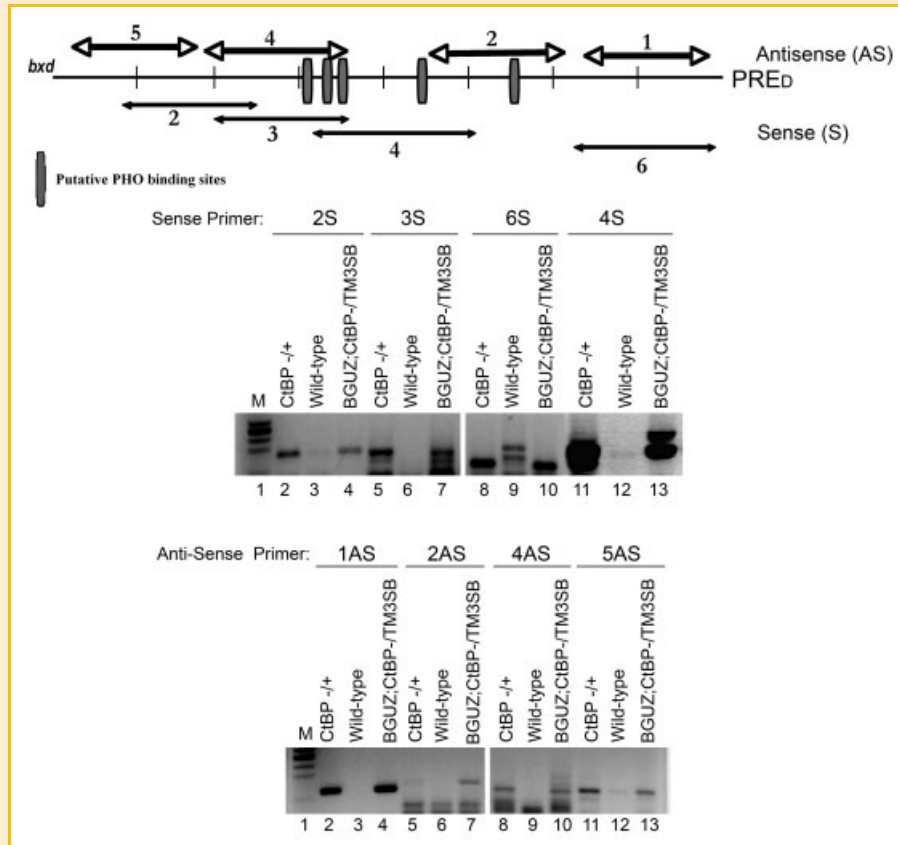 5 4 2 1 Antisense (AS)
bxd PRED
2 3 4 6 Sense (S)
Putative PHO binding sites
Sense Primer: 2S 3S 6S 4S
M CtBP -/+ Wild-type BGUZ;CtBP-/TM3SB CtBP -/+ Wild-type BGUZ;CtBP-/TM3SB CtBP -/+ Wild-type BGUZ;CtBP-/TM3SB CtBP -/+ Wild-type BGUZ;CtBP-/TM3SB
1 2 3 4 5 6 7 8 9 10 11 12 13
Anti-Sense Primer: 1AS 2AS 4AS 5AS
M CtBP -/+ Wild-type BGUZ;CtBP-/TM3SB CtBP -/+ Wild-type BGUZ;CtBP-/TM3SB CtBP -/+ Wild-type BGUZ;CtBP-/TM3SB CtBP -/+ Wild-type BGUZ;CtBP-/TM3SB
1 2 3 4 5 6 7 8 9 10 11 12 13